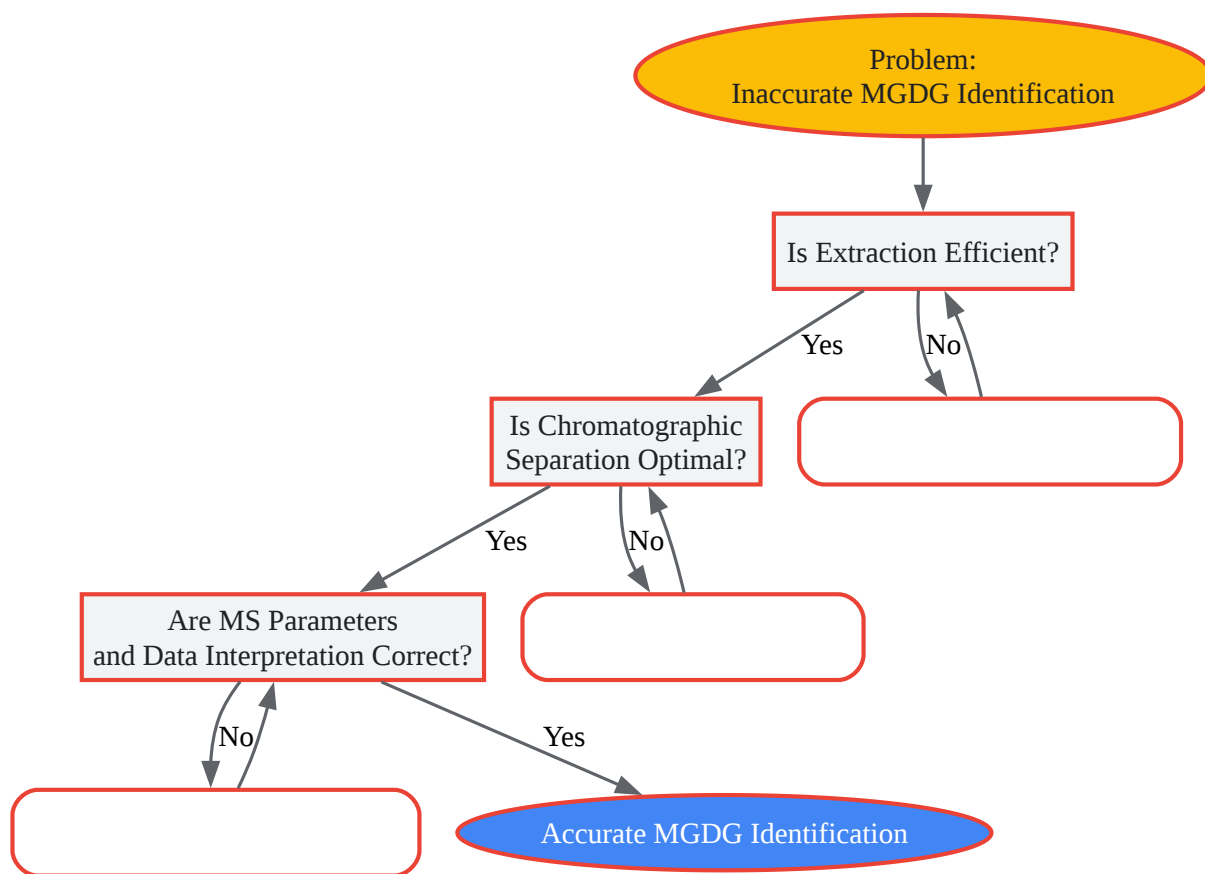 Problem:
Inaccurate MGDG Identification
Is Extraction Efficient?
Yes
No
Is Chromatographic
Separation Optimal?
Yes
No
Are MS Parameters
and Data Interpretation Correct?
No
Yes
Accurate MGDG Identification